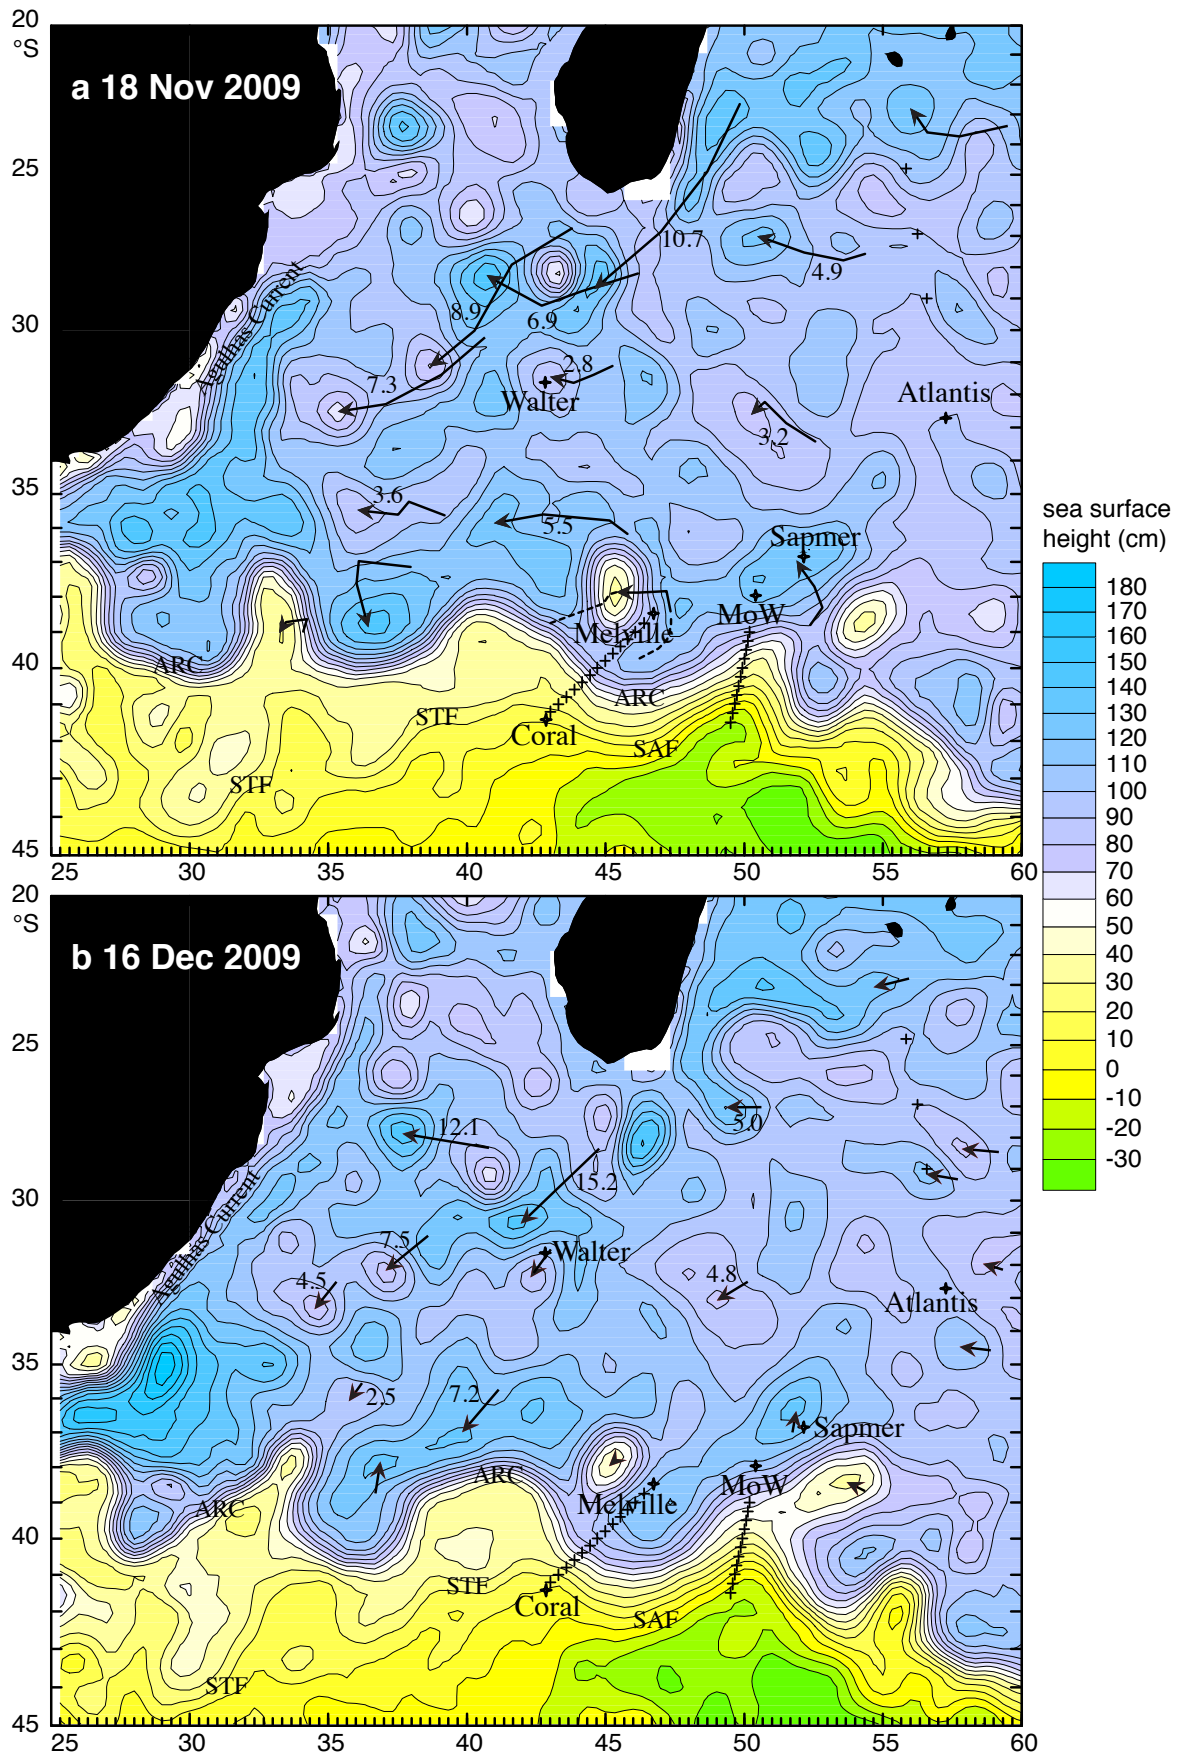 20
°S
a 18 Nov 2009
25
10.7
4.9
Agulhas Current
8.9
6.9
30
7.3
2.8
Walter
Atlantis
3.2
35
3.6
5.5
Sapmer
MoW
Melville
40
ARC
ARC
STF
Coral
SAF
STF
45
25
30
35
40
45
50
55
60
sea surface
height (cm)
180
170
160
150
140
130
120
110
100
90
80
70
60
50
40
30
20
10
0
-10
-20
-30
20
°S
b 16 Dec 2009
25
12.1
5.0
15.2
30
Agulhas Current
7.5
Walter
4.5
4.8
Atlantis
35
2.5
7.2
Sapmer
ARC
MoW
ARC
Melville
40
STF
Coral
SAF
STF
45
25
30
35
40
45
50
55
60